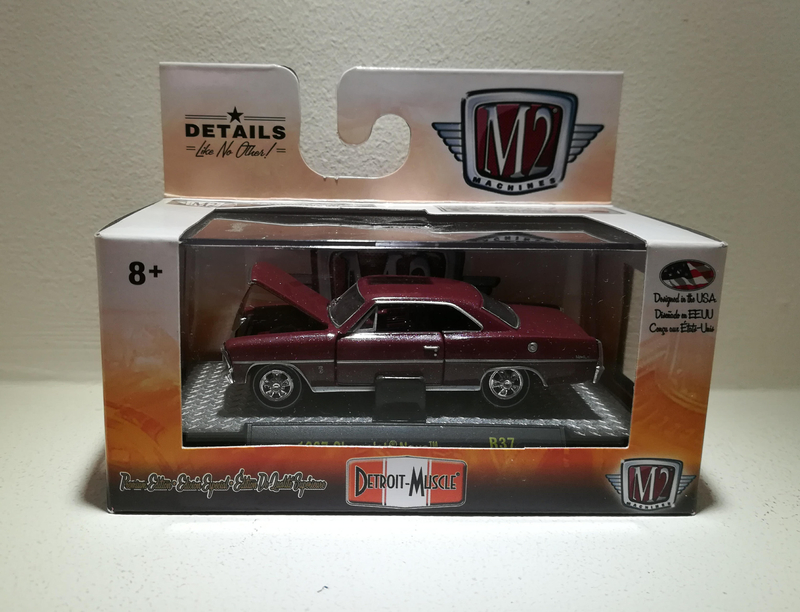 DETAILS
Like No Other!
M2
MACHINES
8+
Designed in the USA
Diseñado en EEUU
Conçu aux États-Unis
R37
DETROIT-MUSCLE
M2
MACHINES